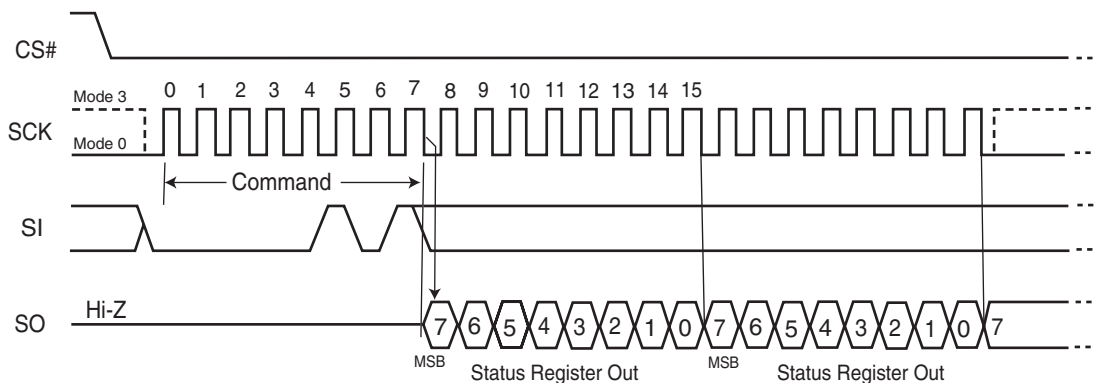 CS#
Mode 3
0 1 2 3 4 5 6 7 8 9 10 11 12 13 14 15
SCK
Mode 0
Command
SI
Hi-Z
SO
7 6 5 4 3 2 1 0 7 6 5 4 3 2 1 0 7
MSB Status Register Out MSB Status Register Out